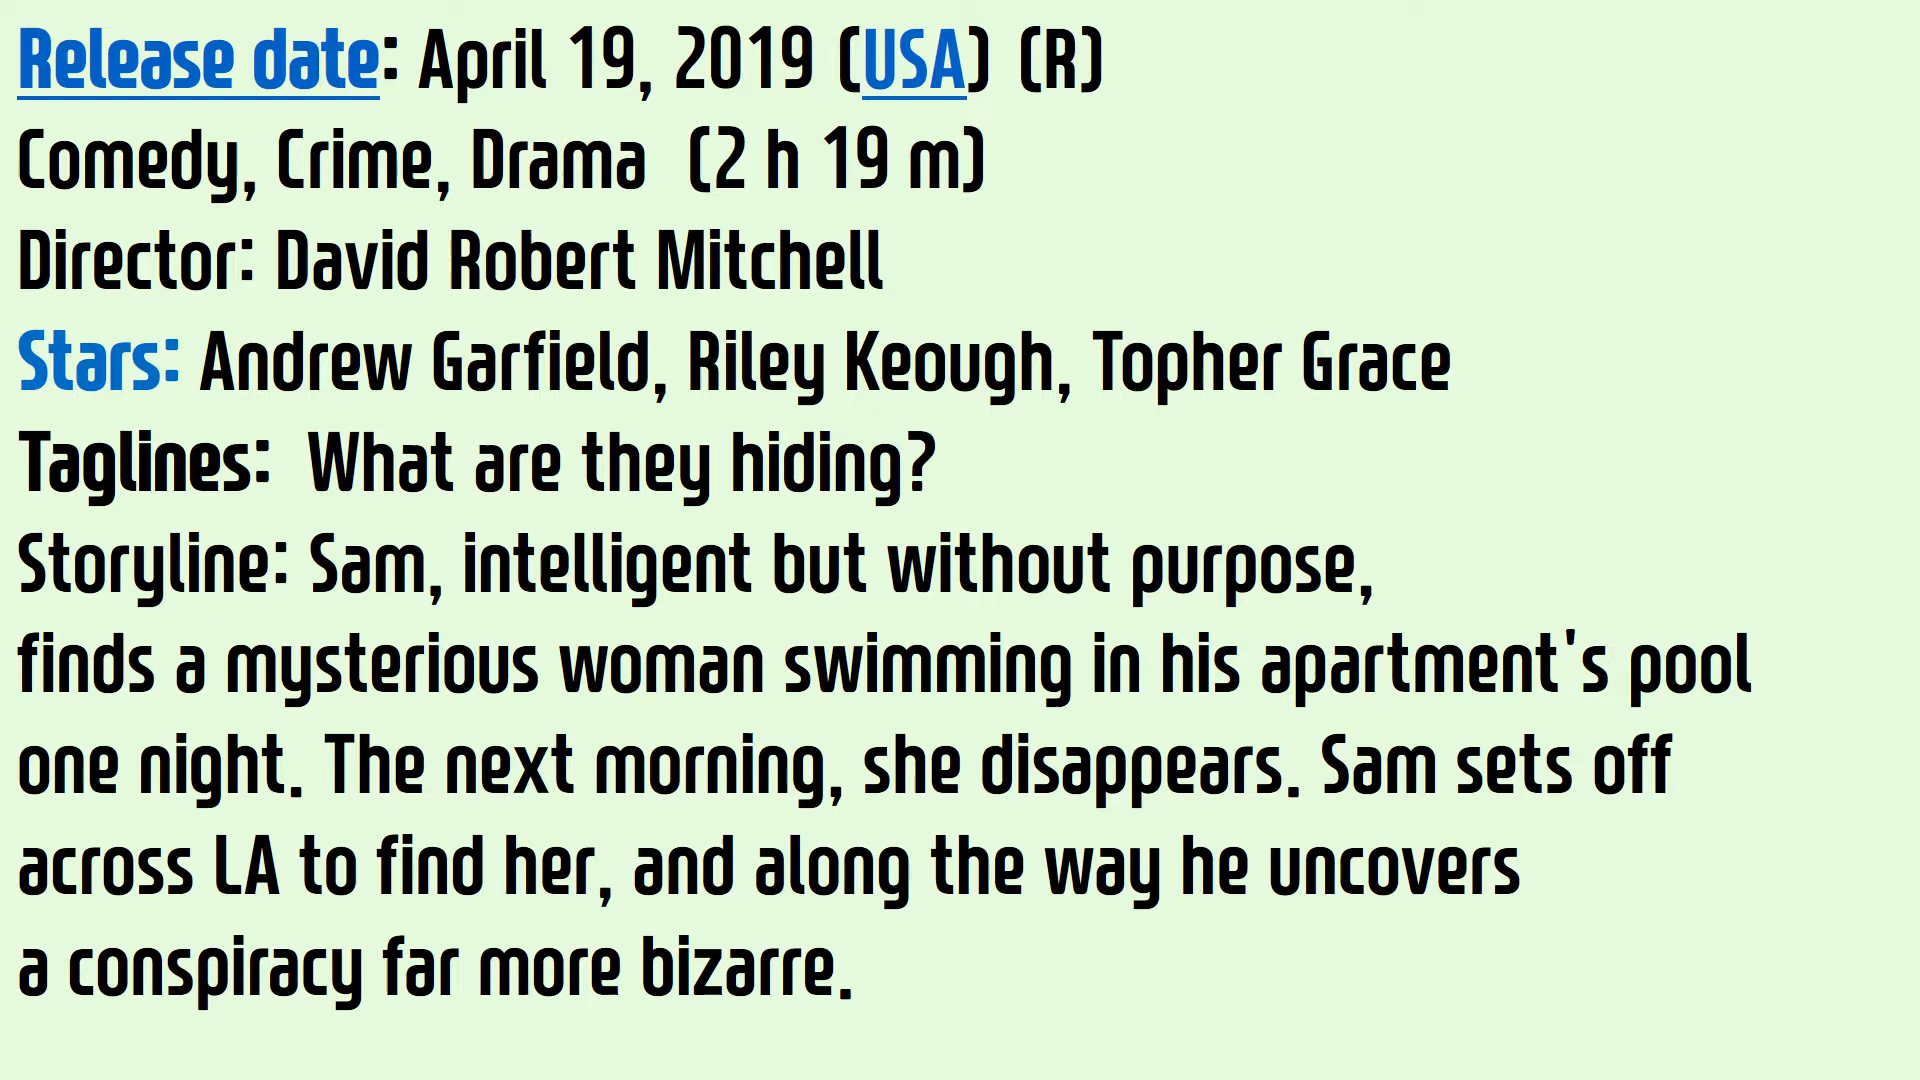 Release date: April 19, 2019 (USA) (R)
Comedy, Crime, Drama (2 h 19 m)
Director: David Robert Mitchell
Stars: Andrew Garfield, Riley Keough, Topher Grace
Taglines: What are they hiding?
Storyline: Sam, intelligent but without purpose,
finds a mysterious woman swimming in his apartment's pool
one night. The next morning, she disappears. Sam sets off
across LA to find her, and along the way he uncovers
a conspiracy far more bizarre.